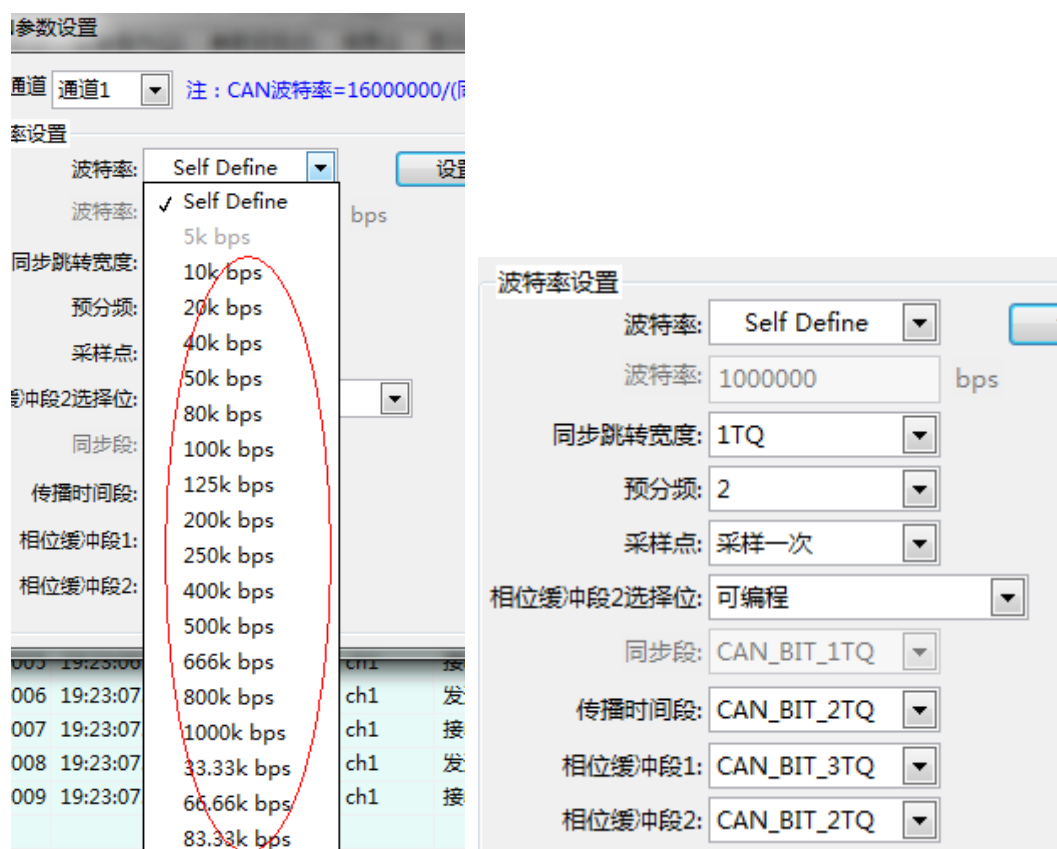 参数设置
通道 通道1 注：CAN波特率=16000000/(
率设置
波特率: Self Define 设置
波特率: bps
✓ Self Define
5k bps
同步跳转宽度: 10k bps
预分频: 20k bps
采样点: 40k bps
50k bps
缓冲段2选择位: 80k bps
同步段: 100k bps
传播时间段: 125k bps
200k bps
相位缓冲段1: 250k bps
相位缓冲段2: 400k bps
500k bps
005 19:23:06 666k bps ch1 接
006 19:23:07. 800k bps ch1 发
007 19:23:07. 1000k bps ch1 接
008 19:23:07. 33.33k bps ch1 发
009 19:23:07. 66.66k bps ch1 接
83.33k bps
波特率设置
波特率: Self Define
波特率: 1000000 bps
同步跳转宽度: 1TQ
预分频: 2
采样点: 采样一次
相位缓冲段2选择位: 可编程
同步段: CAN_BIT_1TQ
传播时间段: CAN_BIT_2TQ
相位缓冲段1: CAN_BIT_3TQ
相位缓冲段2: CAN_BIT_2TQ